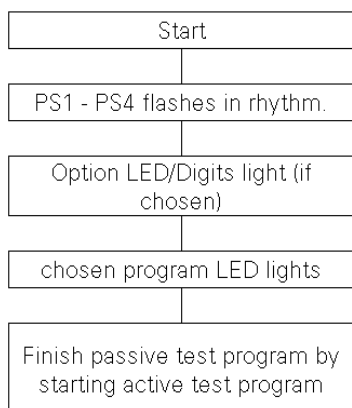 Start
PS1 - PS4 flashes in rhythm.
Option LED/Digits light (if
chosen)
chosen program LED lights
Finish passive test program by
starting active test program